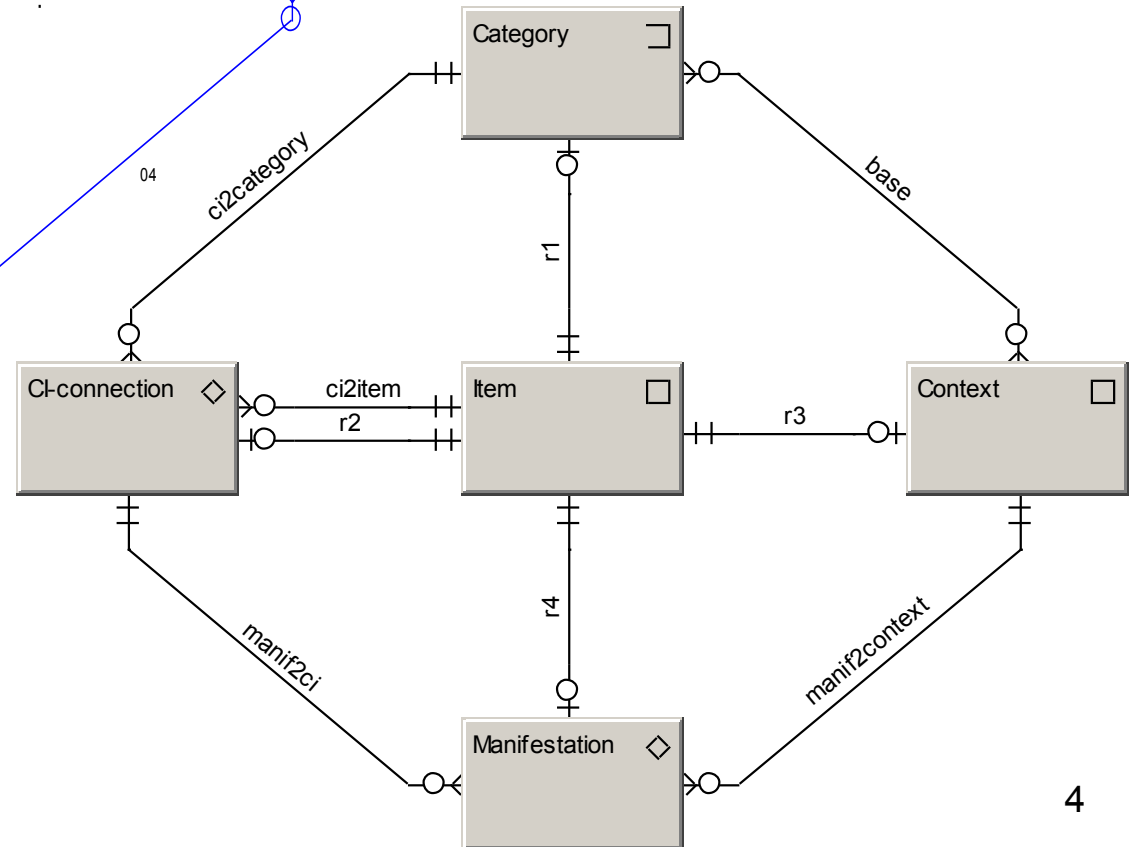 Category
04
ci2category
base
r1
CI-connection
ci2item
Item
Context
r2
r3
r4
manif2ci
manif2context
Manifestation
4